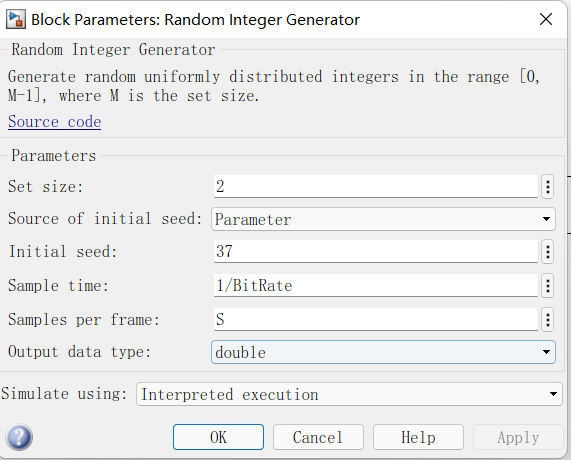 Block Parameters: Random Integer Generator
Random Integer Generator
Generate random uniformly distributed integers in the range [0,
M-1], where M is the set size.
Source code
Parameters
Set size: 2
Source of initial seed: Parameter
Initial seed: 37
Sample time: 1/BitRate
Samples per frame: S
Output data type: double
Simulate using: Interpreted execution
OK Cancel Help Apply